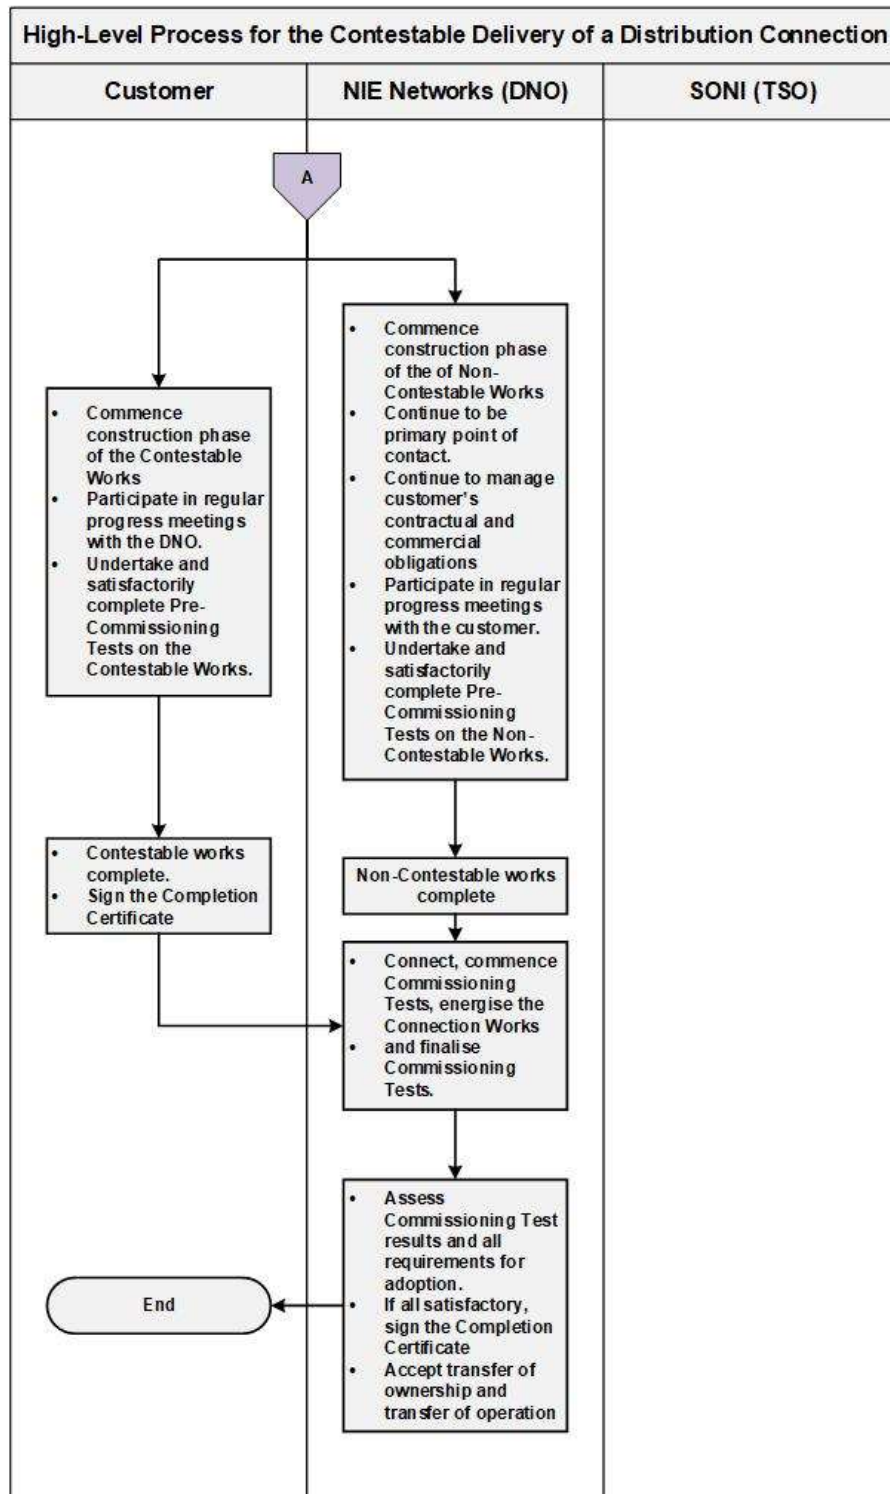 High-Level Process for the Contestable Delivery of a Distribution Connection
Customer
NIE Networks (DNO)
SONI (TSO)
A
• Commence
construction phase
of the Contestable
Works
• Participate in regular
progress meetings
with the DNO.
• Undertake and
satisfactorily
complete Pre-
Commissioning
Tests on the
Contestable Works.
• Commence
construction phase
of the of Non-
Contestable Works
• Continue to be
primary point of
contact.
• Continue to manage
customer's
contractual and
commercial
obligations
• Participate in regular
progress meetings
with the customer.
• Undertake and
satisfactorily
complete Pre-
Commissioning
Tests on the Non-
Contestable Works.
• Contestable works
complete.
• Sign the Completion
Certificate
Non-Contestable works
complete
• Connect, commence
Commissioning
Tests, energise the
Connection Works
• and finalise
Commissioning
Tests.
• Assess
Commissioning Test
results and all
requirements for
adoption.
• If all satisfactory,
sign the Completion
Certificate
• Accept transfer of
ownership and
transfer of operation
End